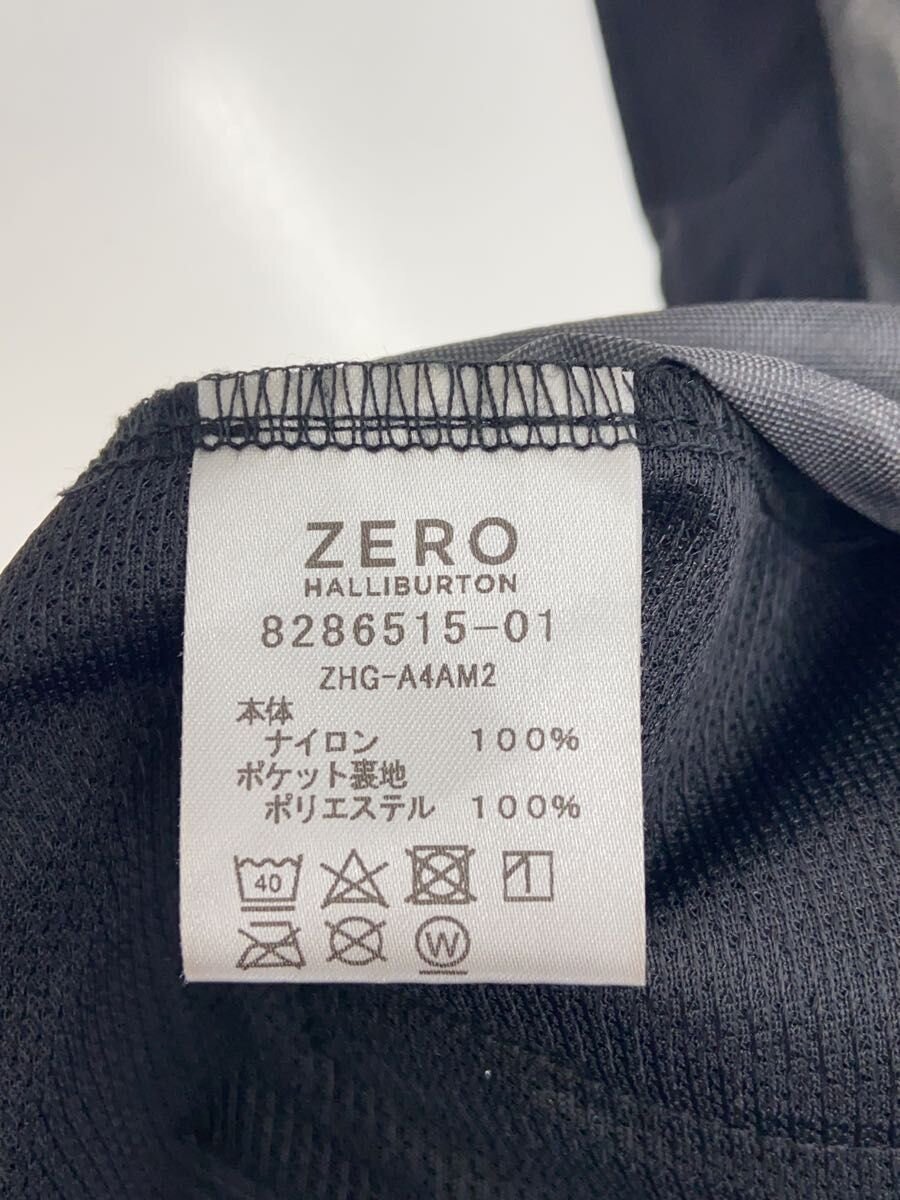 ZERO
HALLIBURTON
8286515-01
ZHG-A4AM2
本体
ナイロン 100%
ポケット裏地
ポリエステル 100%
40
W